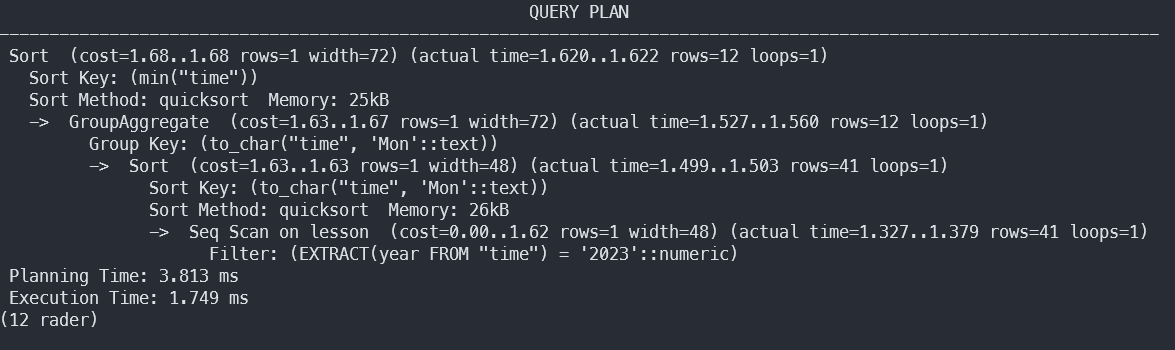 QUERY PLAN
----------------------------------------------------------------------------------------------------------------------
Sort  (cost=1.68..1.68 rows=1 width=72) (actual time=1.620..1.622 rows=12 loops=1)
  Sort Key: (min("time"))
  Sort Method: quicksort  Memory: 25kB
  ->  GroupAggregate  (cost=1.63..1.67 rows=1 width=72) (actual time=1.527..1.560 rows=12 loops=1)
        Group Key: (to_char("time", 'Mon'::text))
        ->  Sort  (cost=1.63..1.63 rows=1 width=48) (actual time=1.499..1.503 rows=41 loops=1)
              Sort Key: (to_char("time", 'Mon'::text))
              Sort Method: quicksort  Memory: 26kB
              ->  Seq Scan on lesson  (cost=0.00..1.62 rows=1 width=48) (actual time=1.327..1.379 rows=41 loops=1)
                    Filter: (EXTRACT(year FROM "time") = '2023'::numeric)
Planning Time: 3.813 ms
Execution Time: 1.749 ms
(12 rader)